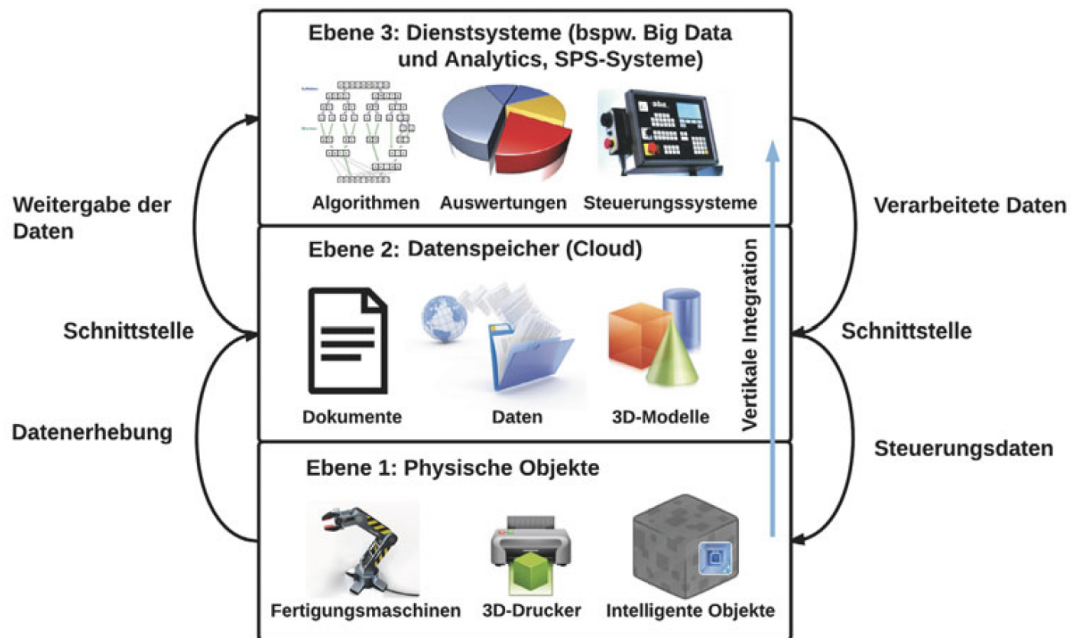 Ebene 3: Dienstsysteme (bspw. Big Data
und Analytics, SPS-Systeme)
Algorithmen
Auswertungen
Steuerungssysteme
Weitergabe der
Daten
Verarbeitete Daten
Ebene 2: Datenspeicher (Cloud)
Schnittstelle
Schnittstelle
Vertikale Integration
Dokumente
Daten
3D-Modelle
Datenerhebung
Steuerungsdaten
Ebene 1: Physische Objekte
Fertigungsmaschinen
3D-Drucker
Intelligente Objekte